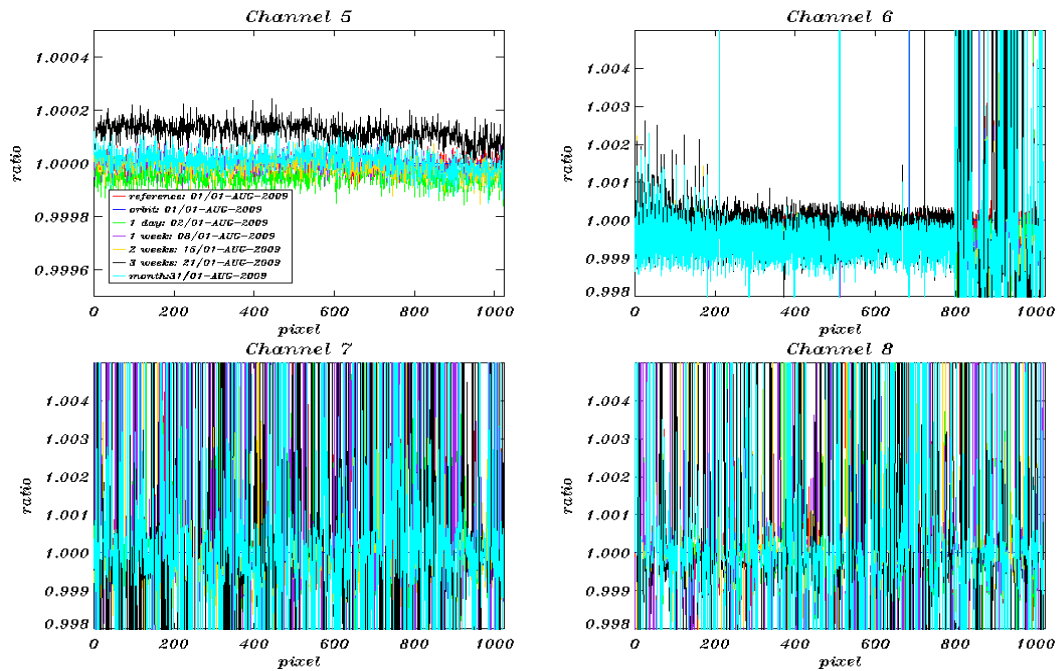 Channel 5
1.0004
1.0002
1.0000
0.9998
0.9996
ratio
reference: 01/01-AUG-2009
orbit: 01/01-AUG-2009
1 day: 02/01-AUG-2009
1 week: 08/01-AUG-2009
2 weeks: 15/01-AUG-2009
3 weeks: 21/01-AUG-2009
month:31/01-AUG-2009
0 200 400 600 800 1000
pixel
Channel 6
1.004
1.003
1.002
1.001
1.000
0.999
0.998
ratio
0 200 400 600 800 1000
pixel
Channel 7
1.004
1.003
1.002
1.001
1.000
0.999
0.998
ratio
0 200 400 600 800 1000
pixel
Channel 8
1.004
1.003
1.002
1.001
1.000
0.999
0.998
ratio
0 200 400 600 800 1000
pixel